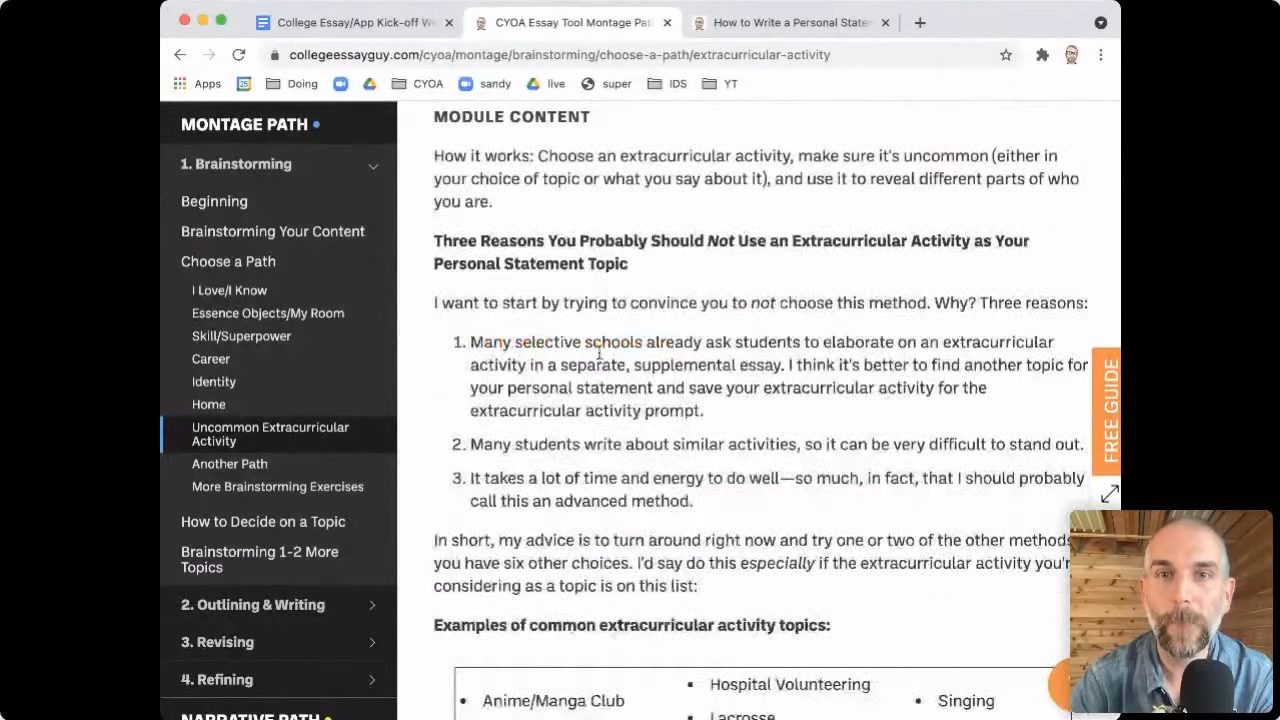 College Essay/App Kick-off We
CYOA Essay Tool Montage Pat
How to Write a Personal State
collegeessayguy.com/cyoa/montage/brainstorming/choose-a-path/extracurricular-activity
Apps
25
Doing
CYOA
sandy
live
super
IDS
YT
MONTAGE PATH
1. Brainstorming
Beginning
Brainstorming Your Content
Choose a Path
I Love/I Know
Essence Objects/My Room
Skill/Superpower
Career
Identity
Home
Uncommon Extracurricular
Activity
Another Path
More Brainstorming Exercises
How to Decide on a Topic
Brainstorming 1-2 More
Topics
2. Outlining & Writing
3. Revising
4. Refining
NARRATIVE PATH
MODULE CONTENT
How it works: Choose an extracurricular activity, make sure it's uncommon (either in
your choice of topic or what you say about it), and use it to reveal different parts of who
you are.
Three Reasons You Probably Should Not Use an Extracurricular Activity as Your
Personal Statement Topic
I want to start by trying to convince you to not choose this method. Why? Three reasons:
1. Many selective schools already ask students to elaborate on an extracurricular
activity in a separate, supplemental essay. I think it's better to find another topic for
your personal statement and save your extracurricular activity for the
extracurricular activity prompt.
2. Many students write about similar activities, so it can be very difficult to stand out.
3. It takes a lot of time and energy to do well—so much, in fact, that I should probably
call this an advanced method.
In short, my advice is to turn around right now and try one or two of the other methods
you have six other choices. I'd say do this especially if the extracurricular activity you'r
considering as a topic is on this list:
Examples of common extracurricular activity topics:
Anime/Manga Club
Hospital Volunteering
Lacrosse
Singing
FREE GUIDE